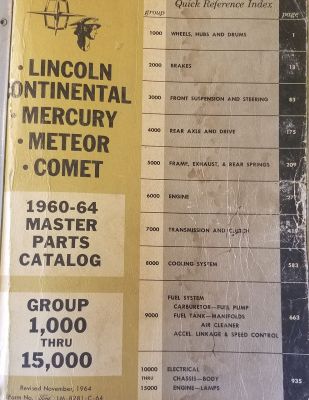 Quick Reference Index
group
page
• LINCOLN
CONTINENTAL
• MERCURY
• METEOR
• COMET
1960-64
MASTER
PARTS
CATALOG
GROUP
1,000
THRU
15,000
Revised November, 1964
Form No.
1000 WHEELS, HUBS AND DRUMS 1
2000 BRAKES
3000 FRONT SUSPENSION AND STEERING 83
4000 REAR AXLE AND DRIVE 175
5000 FRAME, EXHAUST, & REAR SPRINGS 209
6000 ENGINE
7000 TRANSMISSION AND CLUTCH
8000 COOLING SYSTEM 583
FUEL SYSTEM
CARBURETOR—FUEL PUMP
9000 FUEL TANK—MANIFOLDS 663
AIR CLEANER
ACCEL. LINKAGE & SPEED CONTROL
10000 ELECTRICAL
THRU CHASSIS—BODY 935
15000 ENGINE—LAMPS